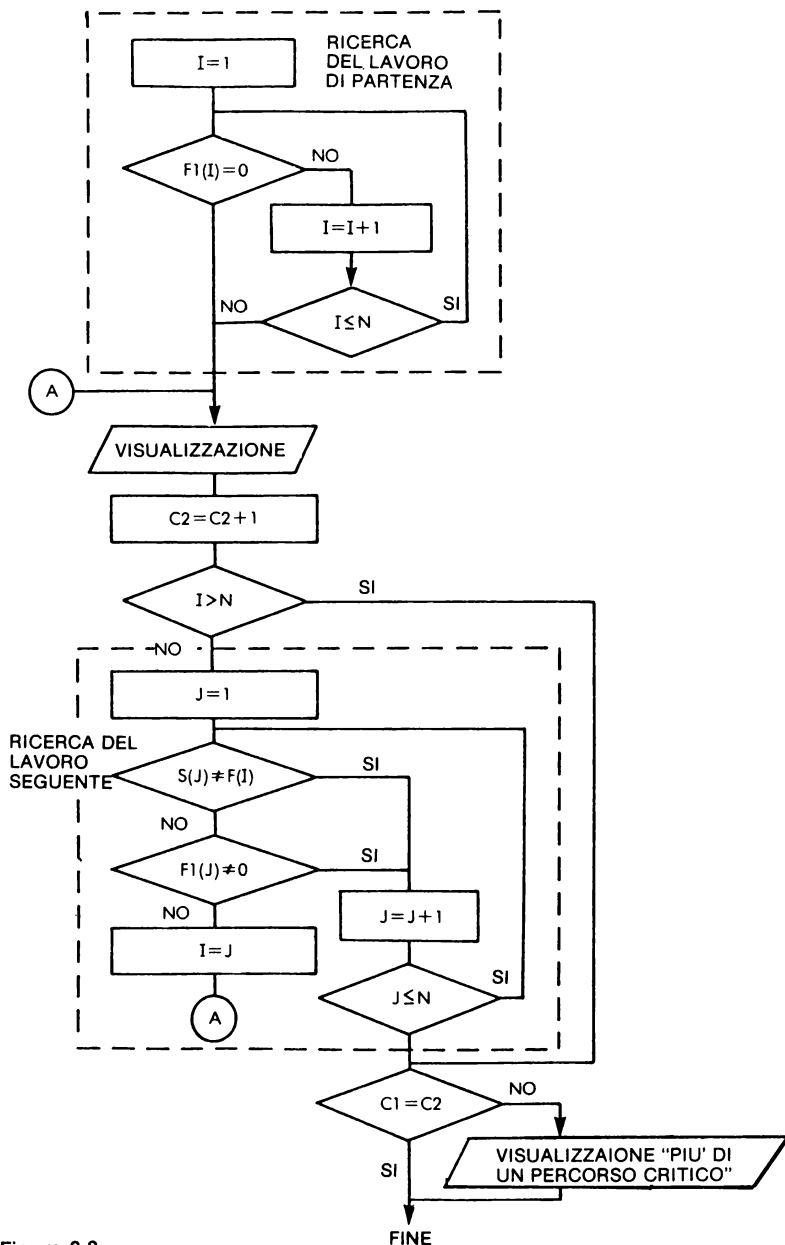 RICERCA
DEL LAVORO
DI PARTENZA
I=1
F1(I)=0
NO
I=I+1
NO
I≤N
SI
A
VISUALIZZAZIONE
C2=C2+1
I>N
SI
NO
J=1
RICERCA DEL
LAVORO
SEGUENTE
S(J)≠F(I)
SI
NO
F1(J)≠0
SI
NO
J=J+1
I=J
SI
J≤N
A
C1=C2
NO
VISUALIZZAIONE "PIU' DI
UN PERCORSO CRITICO"
SI
FINE